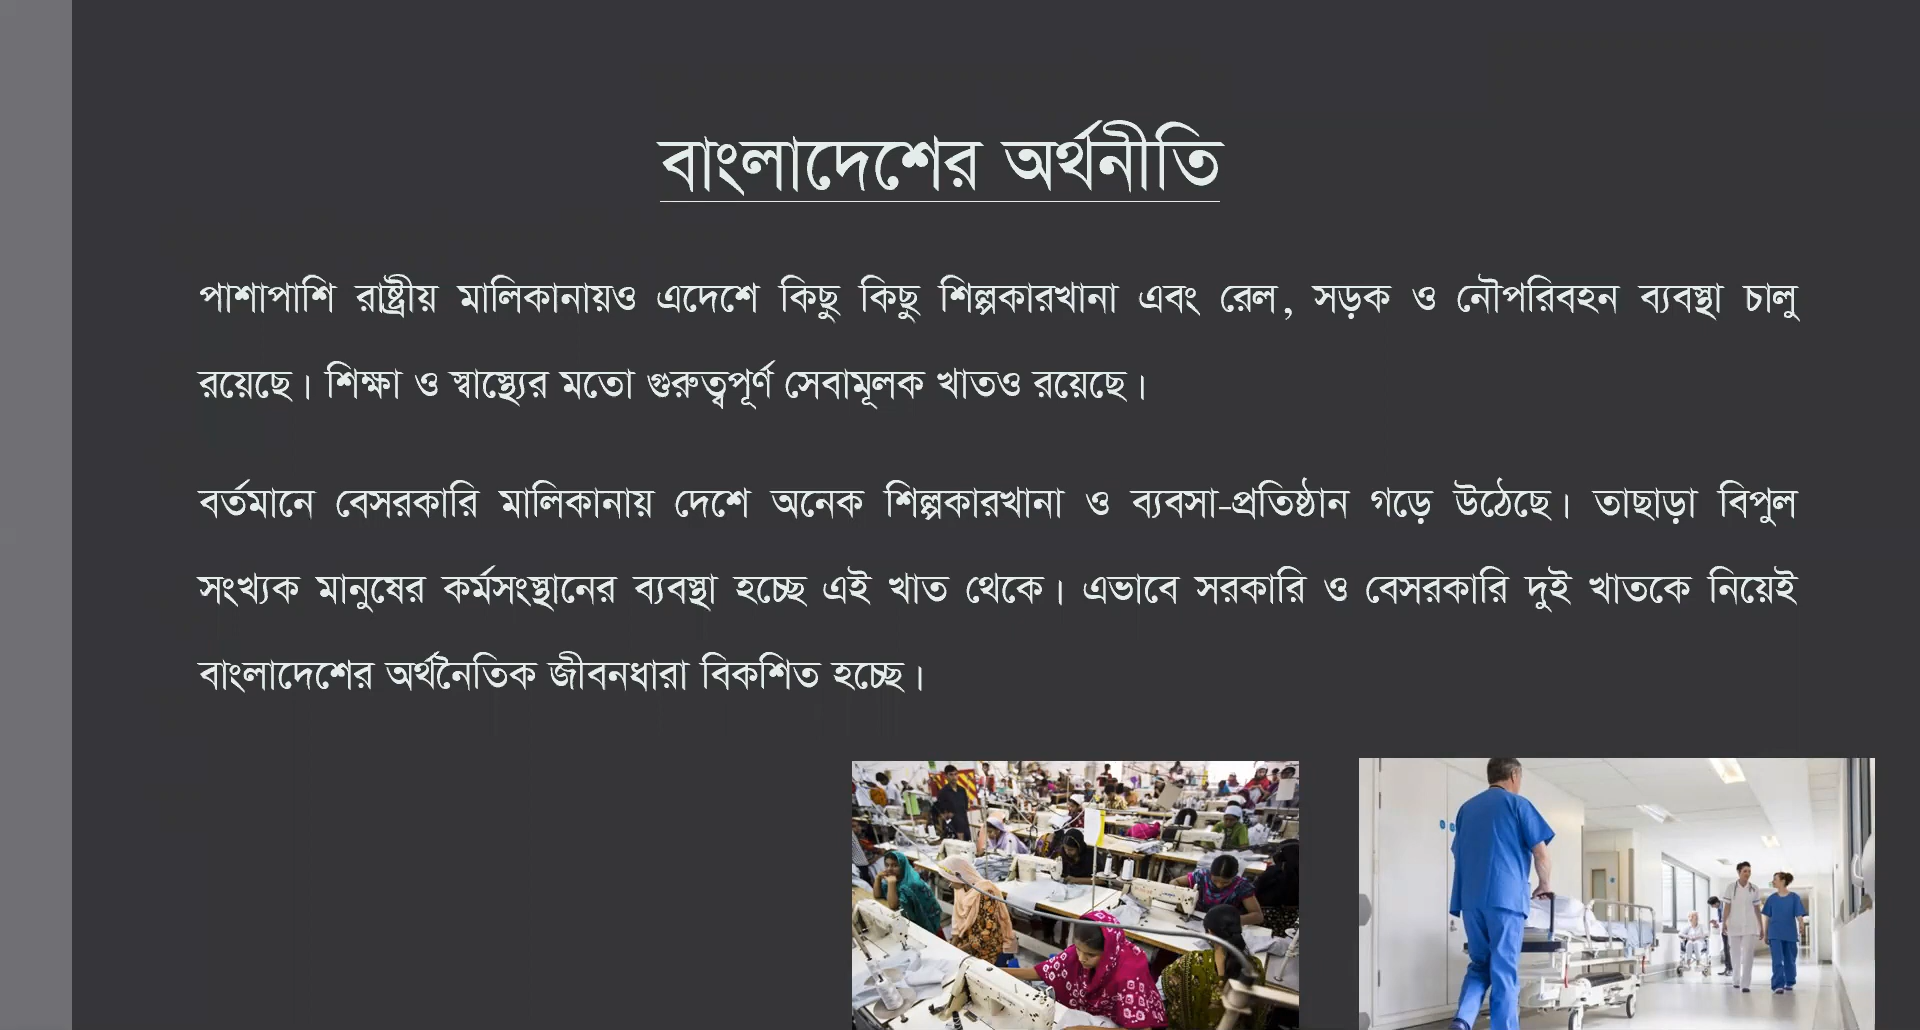 বাংলাদেশের অর্থনীতি
পাশাপাশি রাষ্ট্রীয় মালিকানায়ও এদেশে কিছু কিছু শিল্পকারখানা এবং রেল, সড়ক ও নৌপরিবহন ব্যবস্থা চালু
রয়েছে। শিক্ষা ও স্বাস্থ্যের মতো গুরুত্বপূর্ণ সেবামূলক খাতও রয়েছে।
বর্তমানে বেসরকারি মালিকানায় দেশে অনেক শিল্পকারখানা ও ব্যবসা-প্রতিষ্ঠান গড়ে উঠেছে। তাছাড়া বিপুল
সংখ্যক মানুষের কর্মসংস্থানের ব্যবস্থা হচ্ছে এই খাত থেকে। এভাবে সরকারি ও বেসরকারি দুই খাতকে নিয়েই
বাংলাদেশের অর্থনৈতিক জীবনধারা বিকশিত হচ্ছে।